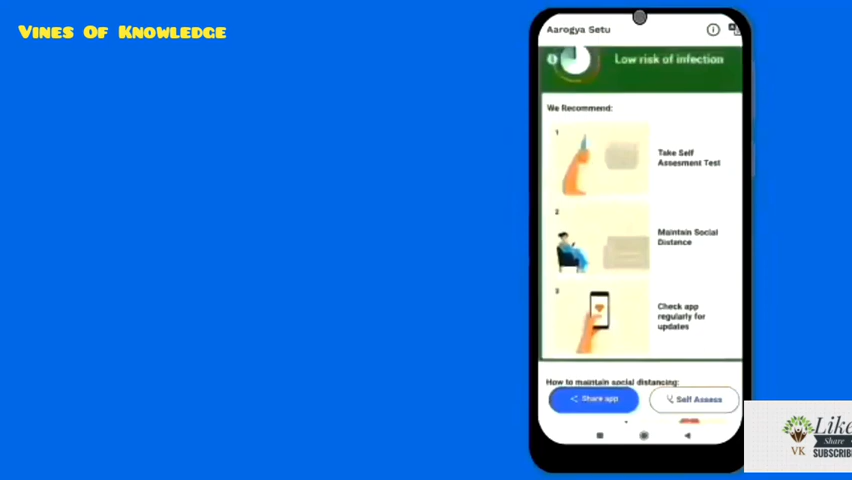 Vines Of Knowledge
Aarogya Setu
Low risk of infection
We Recommend:
1
Take Self
Assesment Test
2
Maintain Social
Distance
3
Check app
regularly for
updates
How to maintain social distancing:
Share app
Self Assess
Like
Share
VK
SUBSCRIBE